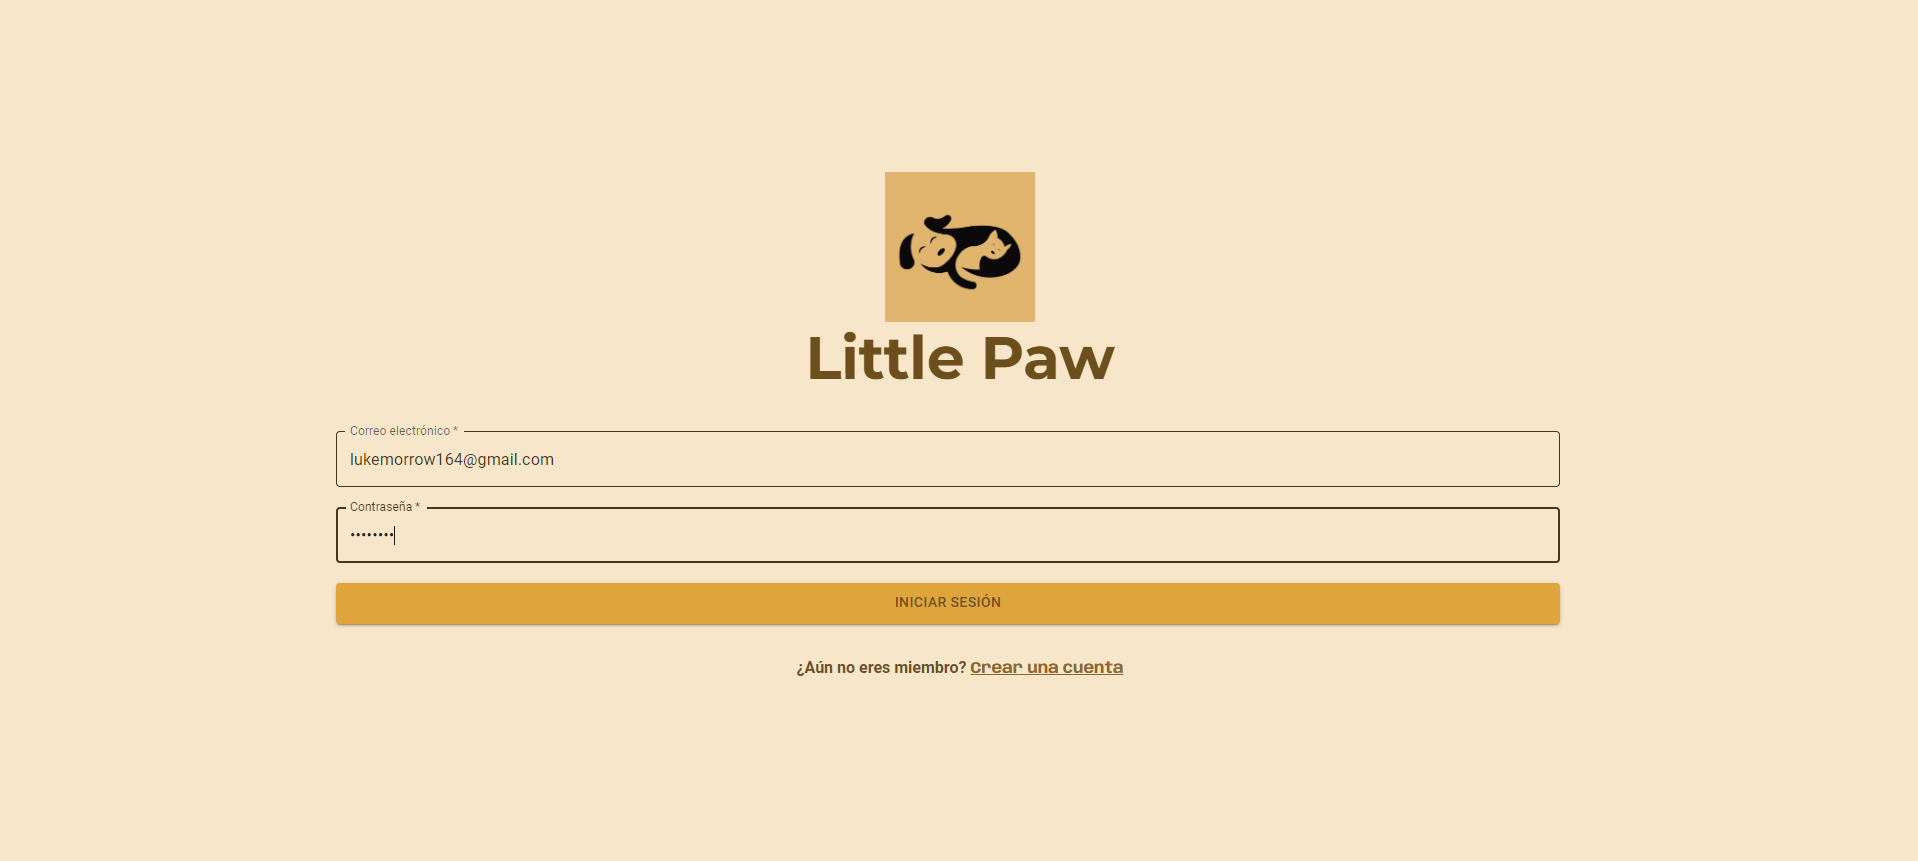 Little Paw
Correo electrónico *
lukemorrow164@gmail.com
Contraseña *
••••••••
INICIAR SESIÓN
¿Aún no eres miembro? Crear una cuenta